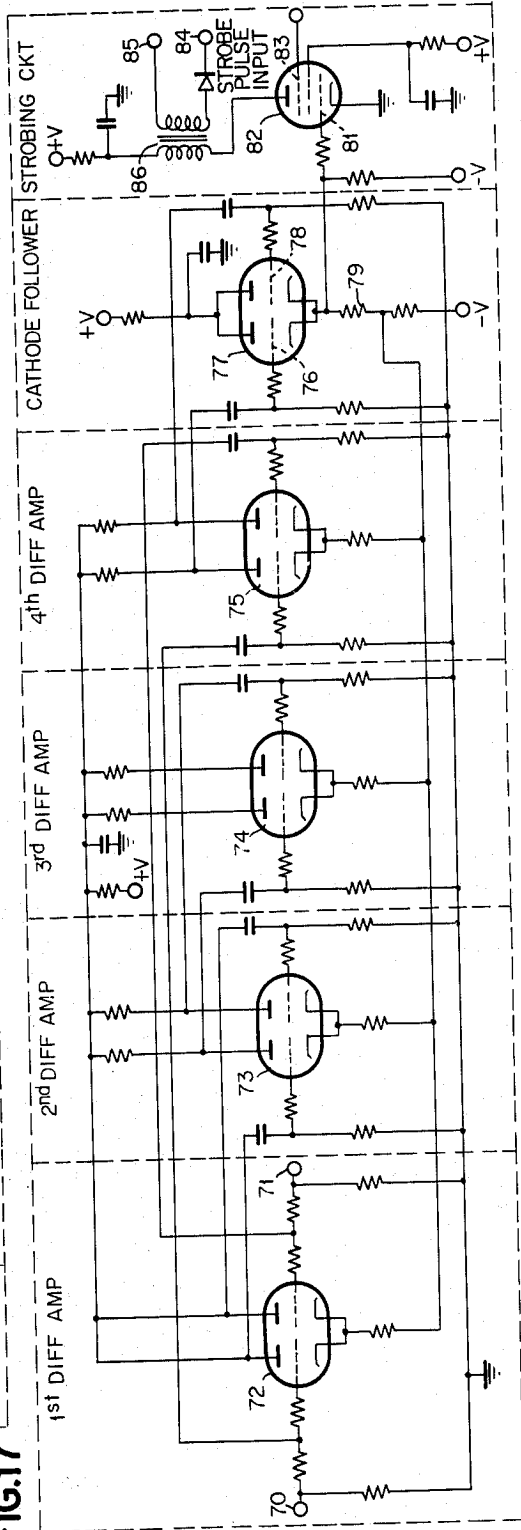 FIG.17
1st DIFF AMP
2nd DIFF AMP
3rd DIFF AMP
4th DIFF AMP
CATHODE FOLLOWER
STROBING CKT
70
71
72
73
74
+V
75
76
77
78
79
+V
-V
+V
86
85
84
STROBE
PULSE
INPUT
82
83
81
-V
+V